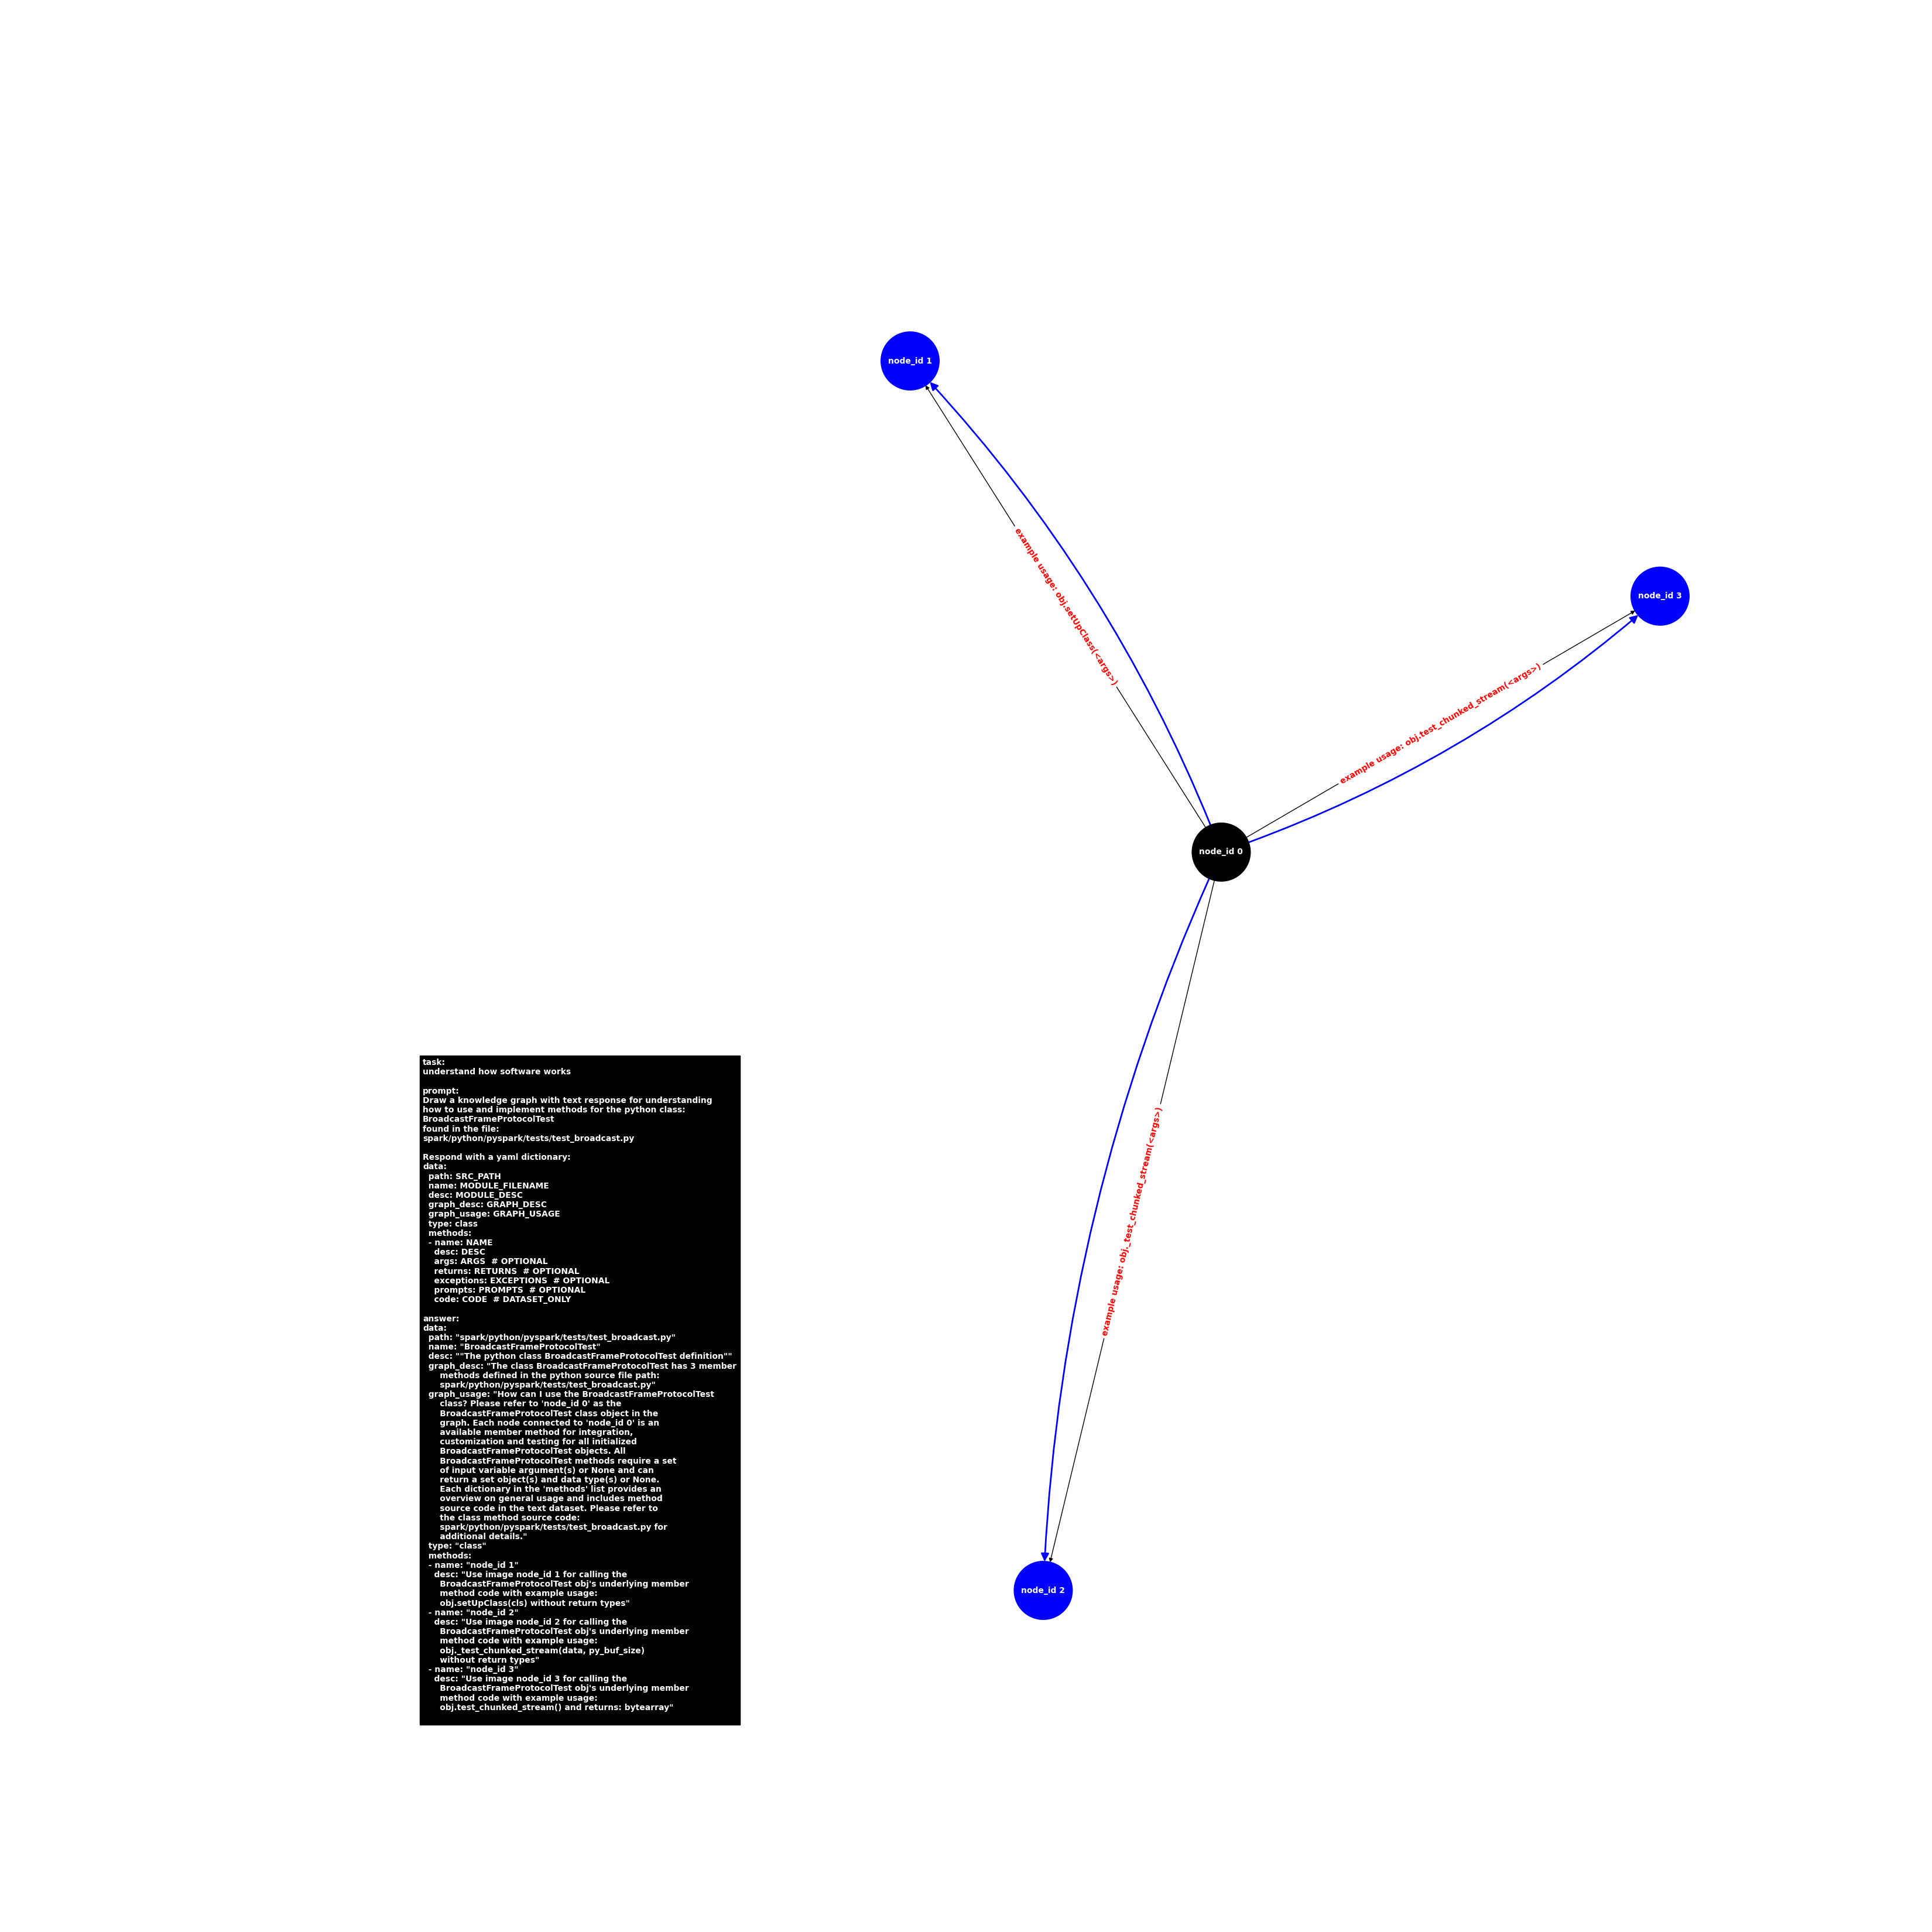 node_id 1
node_id 3
example usage: obj.setUpClass(<args>)
example usage: obj.test_chunked_stream(<args>)
node_id 0
task:
understand how software works
prompt:
Draw a knowledge graph with text response for understanding
how to use and implement methods for the python class:
BroadcastFrameProtocolTest
found in the file:
spark/python/pyspark/tests/test_broadcast.py
Respond with a yaml dictionary:
data:
path: SRC_PATH
name: MODULE_FILENAME
desc: MODULE_DESC
graph_desc: GRAPH_DESC
graph_usage: GRAPH_USAGE
type: class
methods:
- name: NAME
desc: DESC
args: ARGS  # OPTIONAL
returns: RETURNS  # OPTIONAL
exceptions: EXCEPTIONS  # OPTIONAL
prompts: PROMPTS  # OPTIONAL
code: CODE  # DATASET_ONLY
answer:
data:
path: "spark/python/pyspark/tests/test_broadcast.py"
name: "BroadcastFrameProtocolTest"
desc: ""The python class BroadcastFrameProtocolTest definition""
graph_desc: "The class BroadcastFrameProtocolTest has 3 member
methods defined in the python source file path:
spark/python/pyspark/tests/test_broadcast.py"
graph_usage: "How can I use the BroadcastFrameProtocolTest
class? Please refer to 'node_id 0' as the
BroadcastFrameProtocolTest class object in the
graph. Each node connected to 'node_id 0' is an
available member method for integration,
customization and testing for all initialized
BroadcastFrameProtocolTest objects. All
BroadcastFrameProtocolTest methods require a set
of input variable argument(s) or None and can
return a set object(s) and data type(s) or None.
Each dictionary in the 'methods' list provides an
overview on general usage and includes method
source code in the text dataset. Please refer to
the class method source code:
spark/python/pyspark/tests/test_broadcast.py for
additional details."
type: "class"
methods:
- name: "node_id 1"
desc: "Use image node_id 1 for calling the
BroadcastFrameProtocolTest obj's underlying member
method code with example usage:
obj.setUpClass(cls) without return types"
- name: "node_id 2"
desc: "Use image node_id 2 for calling the
BroadcastFrameProtocolTest obj's underlying member
method code with example usage:
obj._test_chunked_stream(data, py_buf_size)
without return types"
- name: "node_id 3"
desc: "Use image node_id 3 for calling the
BroadcastFrameProtocolTest obj's underlying member
method code with example usage:
obj.test_chunked_stream() and returns: bytearray"
example usage: obj._test_chunked_stream(<args>)
node_id 2